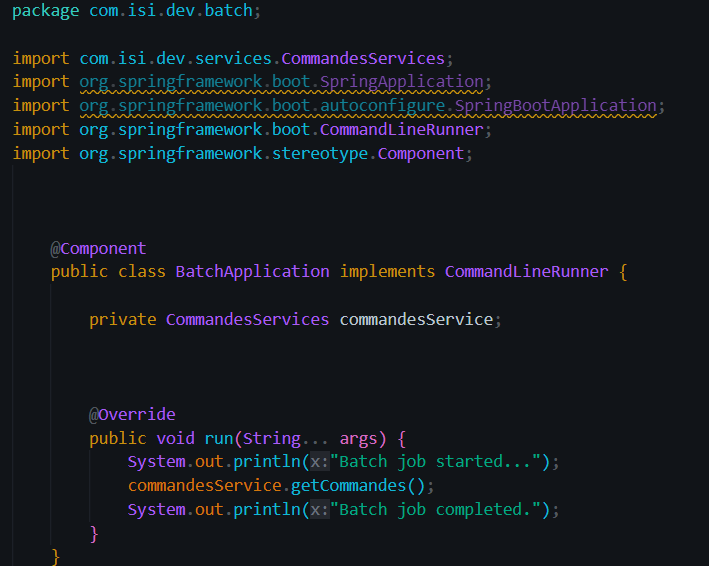 package com.isi.dev.batch;
import com.isi.dev.services.CommandesServices;
import org.springframework.boot.SpringApplication;
import org.springframework.boot.autoconfigure.SpringBootApplication;
import org.springframework.boot.CommandLineRunner;
import org.springframework.stereotype.Component;
@Component
public class BatchApplication implements CommandLineRunner {
private CommandesServices commandesService;
@Override
public void run(String... args) {
System.out.println(x:"Batch job started...");
commandesService.getCommandes();
System.out.println(x:"Batch job completed.");
}
}